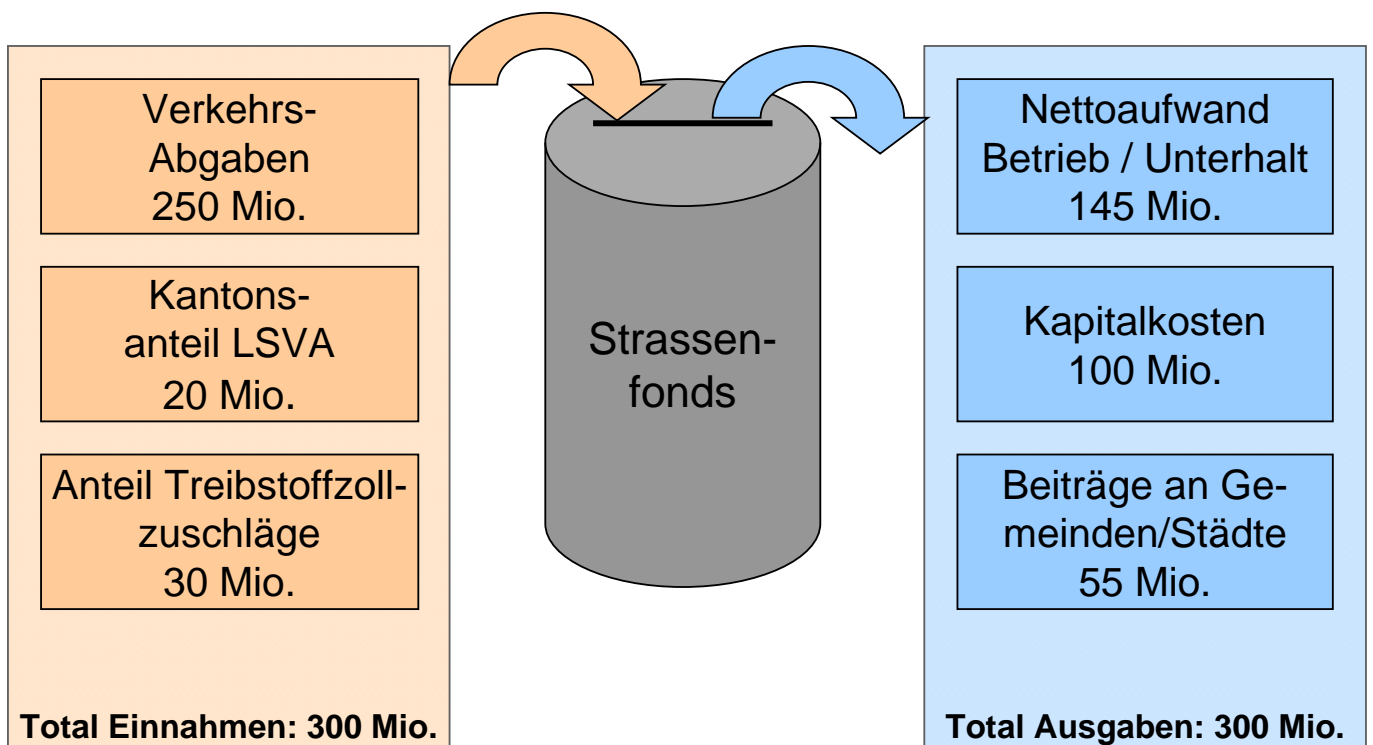 Verkehrs-
Abgaben
250 Mio.
Kantons-
anteil LSVA
20 Mio.
Anteil Treibstoffzoll-
zuschläge
30 Mio.
Total Einnahmen: 300 Mio.
Strassen-
fonds
Nettoaufwand
Betrieb / Unterhalt
145 Mio.
Kapitalkosten
100 Mio.
Beiträge an Ge-
meinden/Städte
55 Mio.
Total Ausgaben: 300 Mio.